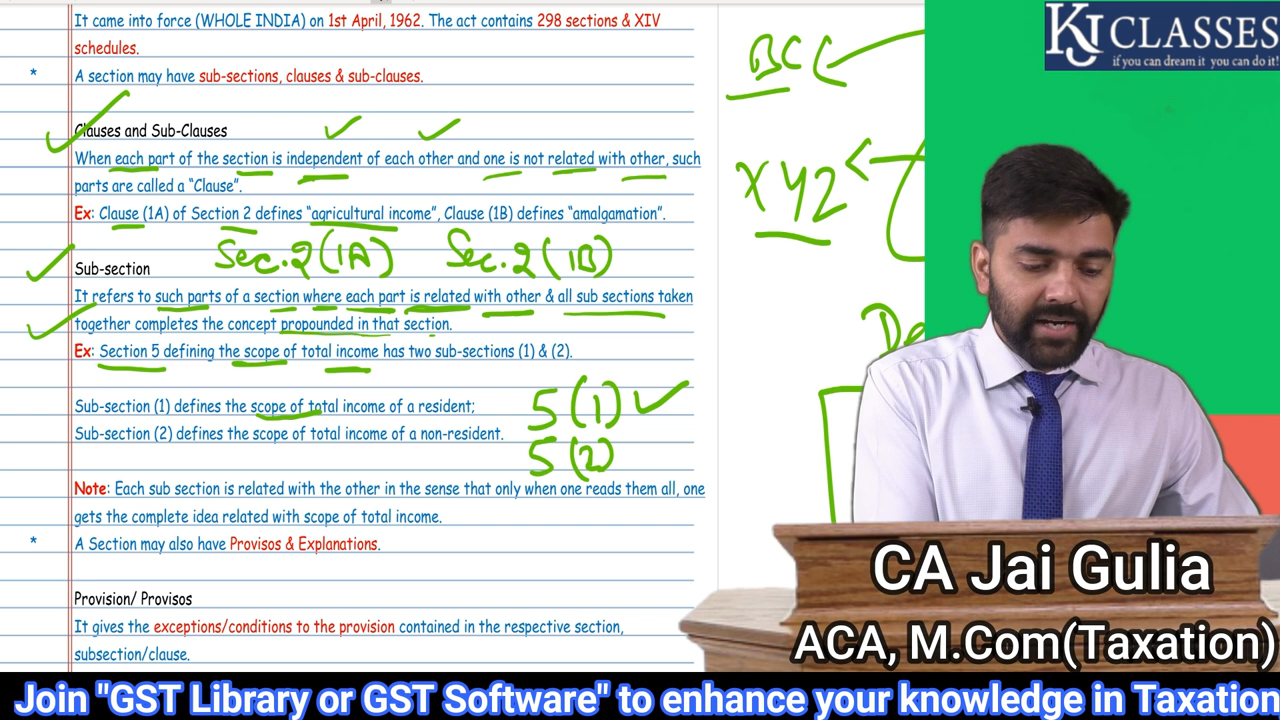 It came into force (WHOLE INDIA) on 1st April, 1962. The act contains 298 sections & XIV
schedules.
* A section may have sub-sections, clauses & sub-clauses.
Clauses and Sub-Clauses
When each part of the section is independent of each other and one is not related with other, such
parts are called a “Clause”.
Ex: Clause (1A) of Section 2 defines “agricultural income”, Clause (1B) defines “amalgamation”.
Sec. 2 (1A) Sec. 2 (1B)
Sub-section
It refers to such parts of a section where each part is related with other & all sub sections taken
together completes the concept propounded in that section.
Ex: Section 5 defining the scope of total income has two sub-sections (1) & (2).
Sub-section (1) defines the scope of total income of a resident;
5 (1)
Sub-section (2) defines the scope of total income of a non-resident.
5 (2)
Note: Each sub section is related with the other in the sense that only when one reads them all, one
gets the complete idea related with scope of total income.
* A Section may also have Provisos & Explanations.
Provision/ Provisos
It gives the exceptions/conditions to the provision contained in the respective section,
subsection/clause.
XYZ
KJ CLASSES
if you can dream it you can do it!
CA Jai Gulia
ACA, M.Com(Taxation)
Join "GST Library or GST Software" to enhance your knowledge in Taxation